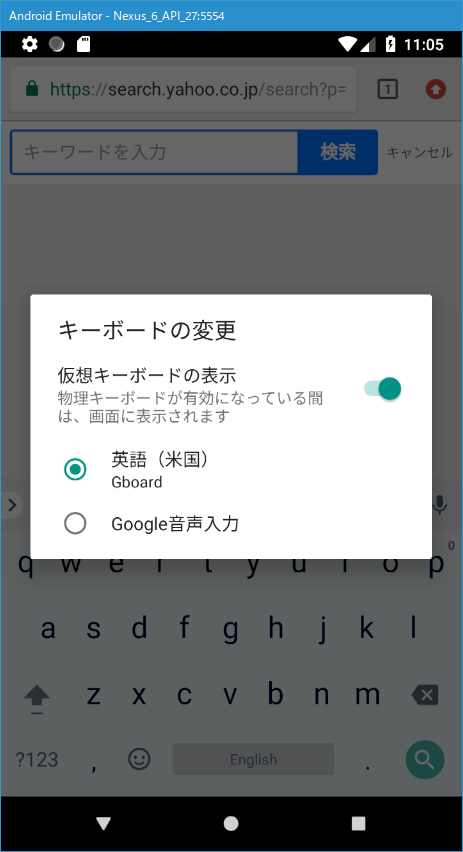 Android Emulator - Nexus_6_API_27:5554
11:05
https://search.yahoo.co.jp/search?p=
1
キーワードを入力
検索
キャンセル
キーボードの変更
仮想キーボードの表示
物理キーボードが有効になっている間
は、画面に表示されます
英語（米国）
Gboard
Google音声入力
0
q w e r t y u i o p
a s d f g h j k l
z x c v b n m
?123 , English .